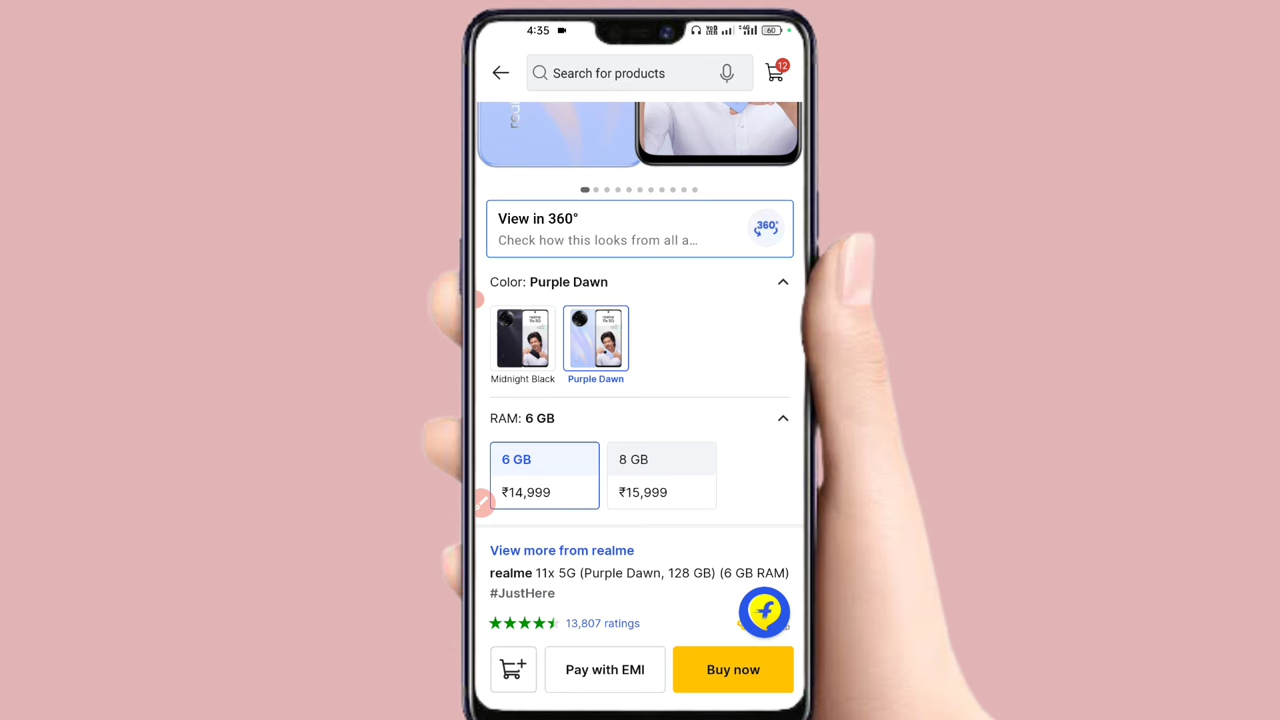 4:35
60
Search for products
12
View in 360°
360°
Check how this looks from all a...
Color: Purple Dawn
Midnight Black
Purple Dawn
RAM: 6 GB
6 GB
8 GB
₹14,999
₹15,999
View more from realme
realme 11x 5G (Purple Dawn, 128 GB) (6 GB RAM)
#JustHere
13,807 ratings
Pay with EMI
Buy now